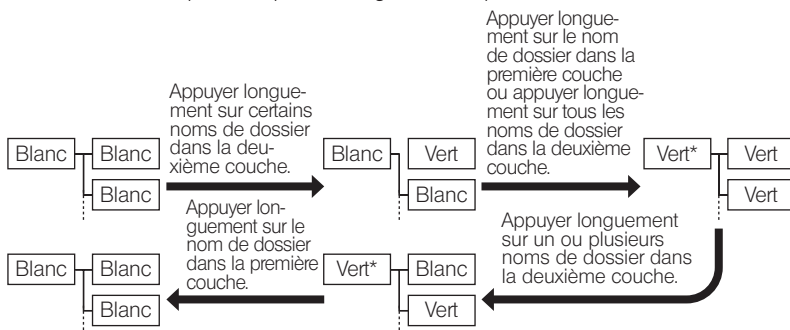 Appuyer longue-
ment sur certains
noms de dossier
dans la deu-
xième couche.
Appuyer longue-
ment sur le nom
de dossier dans la
première couche
ou appuyer longue-
ment sur tous les
noms de dossier
dans la deuxième
couche.
Blanc Blanc
Blanc
Blanc Vert
Blanc
Vert* Vert
Vert
Appuyer lon-
guement sur le
nom de dossier
dans la première
couche.
Appuyer longuement
sur un ou plusieurs
noms de dossier dans
la deuxième couche.
Blanc Blanc
Blanc
Vert* Blanc
Vert